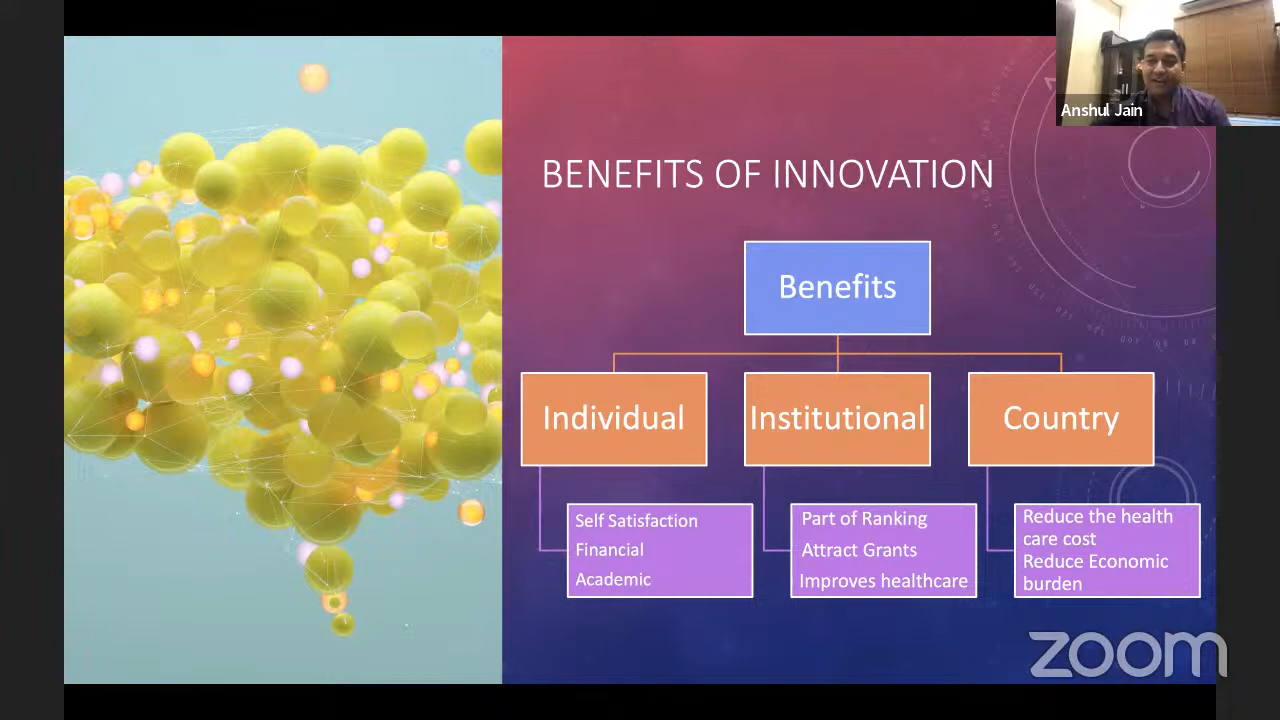 Anshul Jain
BENEFITS OF INNOVATION
Benefits
Individual
Institutional
Country
Self Satisfaction
Financial
Academic
Part of Ranking
Attract Grants
Improves healthcare
Reduce the health
care cost
Reduce Economic
burden
zoom